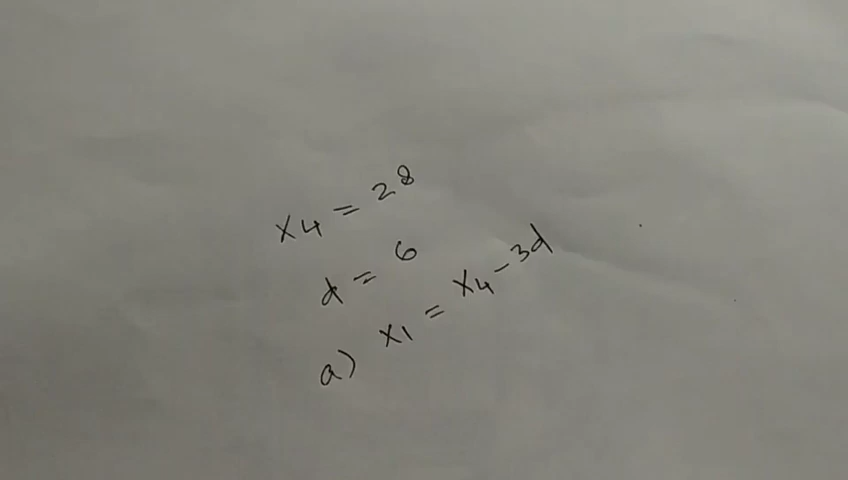 x4 = 28
d = 6
a) x1 = x4 - 3d